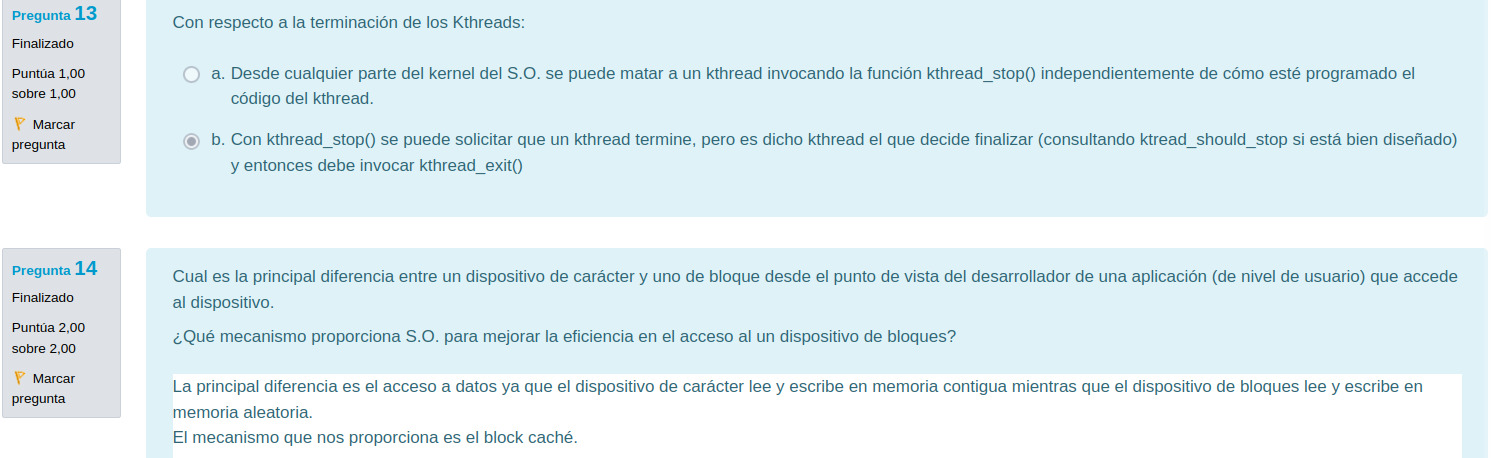 Pregunta 13
Finalizado
Puntúa 1,00
sobre 1,00
Marcar
pregunta
Con respecto a la terminación de los Kthreads:
a. Desde cualquier parte del kernel del S.O. se puede matar a un kthread invocando la función kthread_stop() independientemente de cómo esté programado el
código del kthread.
b. Con kthread_stop() se puede solicitar que un kthread termine, pero es dicho kthread el que decide finalizar (consultando ktread_should_stop si está bien diseñado)
y entonces debe invocar kthread_exit()
Pregunta 14
Finalizado
Puntúa 2,00
sobre 2,00
Marcar
pregunta
Cual es la principal diferencia entre un dispositivo de carácter y uno de bloque desde el punto de vista del desarrollador de una aplicación (de nivel de usuario) que accede
al dispositivo.
¿Qué mecanismo proporciona S.O. para mejorar la eficiencia en el acceso al un dispositivo de bloques?
La principal diferencia es el acceso a datos ya que el dispositivo de carácter lee y escribe en memoria contigua mientras que el dispositivo de bloques lee y escribe en
memoria aleatoria.
El mecanismo que nos proporciona es el block caché.